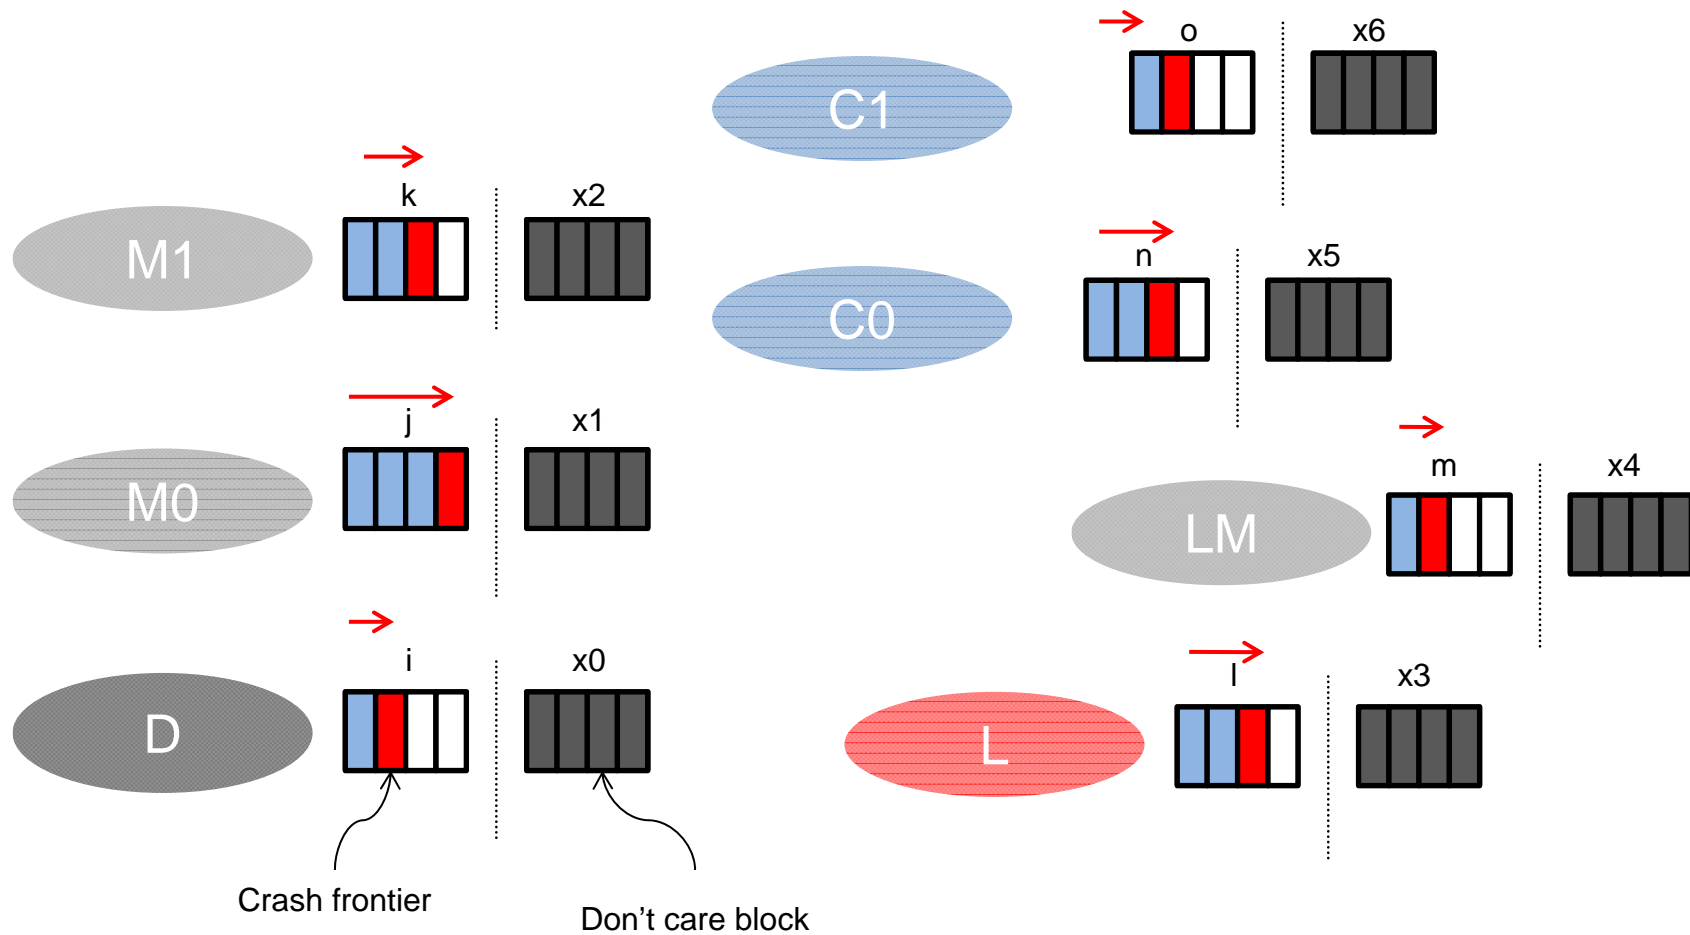 o
x6
C1
k
x2
M1
n
x5
C0
j
x1
M0
m
x4
LM
i
x0
D
l
x3
L
Crash frontier
Don’t care block